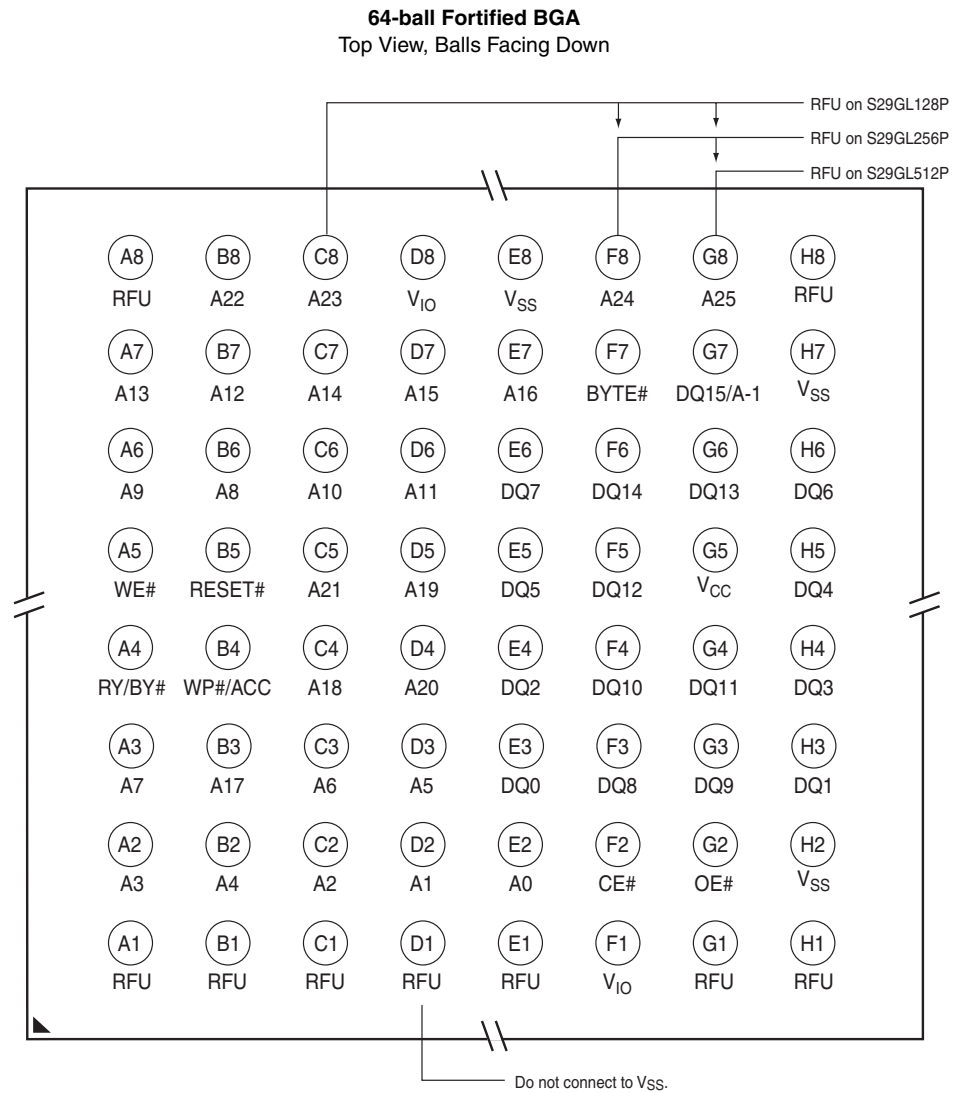 64-ball Fortified BGA
Top View, Balls Facing Down
RFU on S29GL128P
RFU on S29GL256P
RFU on S29GL512P
A8 B8 C8 D8 E8 F8 G8 H8
RFU A22 A23 VIO VSS A24 A25 RFU
A7 B7 C7 D7 E7 F7 G7 H7
A13 A12 A14 A15 A16 BYTE# DQ15/A-1 VSS
A6 B6 C6 D6 E6 F6 G6 H6
A9 A8 A10 A11 DQ7 DQ14 DQ13 DQ6
A5 B5 C5 D5 E5 F5 G5 H5
WE# RESET# A21 A19 DQ5 DQ12 VCC DQ4
A4 B4 C4 D4 E4 F4 G4 H4
RY/BY# WP#/ACC A18 A20 DQ2 DQ10 DQ11 DQ3
A3 B3 C3 D3 E3 F3 G3 H3
A7 A17 A6 A5 DQ0 DQ8 DQ9 DQ1
A2 B2 C2 D2 E2 F2 G2 H2
A3 A4 A2 A1 A0 CE# OE# VSS
A1 B1 C1 D1 E1 F1 G1 H1
RFU RFU RFU RFU RFU VIO RFU RFU
Do not connect to VSS.